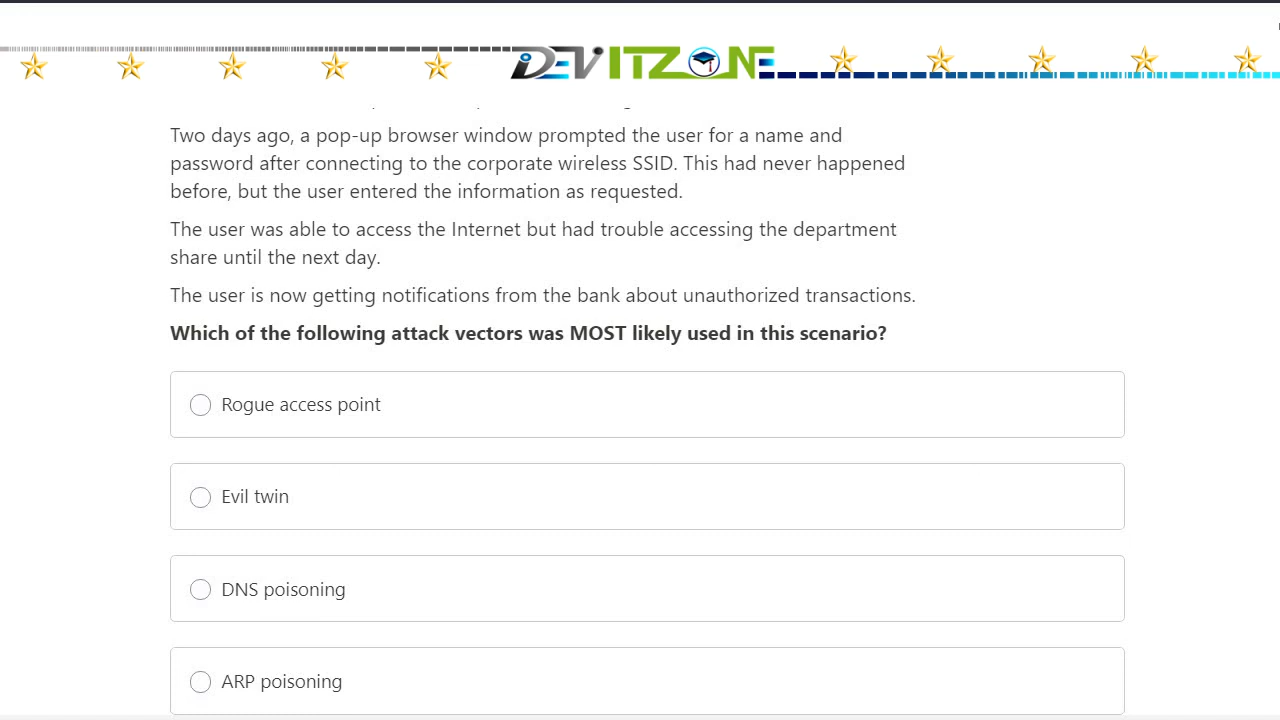 DEV ITZONE
Two days ago, a pop-up browser window prompted the user for a name and
password after connecting to the corporate wireless SSID. This had never happened
before, but the user entered the information as requested.
The user was able to access the Internet but had trouble accessing the department
share until the next day.
The user is now getting notifications from the bank about unauthorized transactions.
Which of the following attack vectors was MOST likely used in this scenario?
Rogue access point
Evil twin
DNS poisoning
ARP poisoning